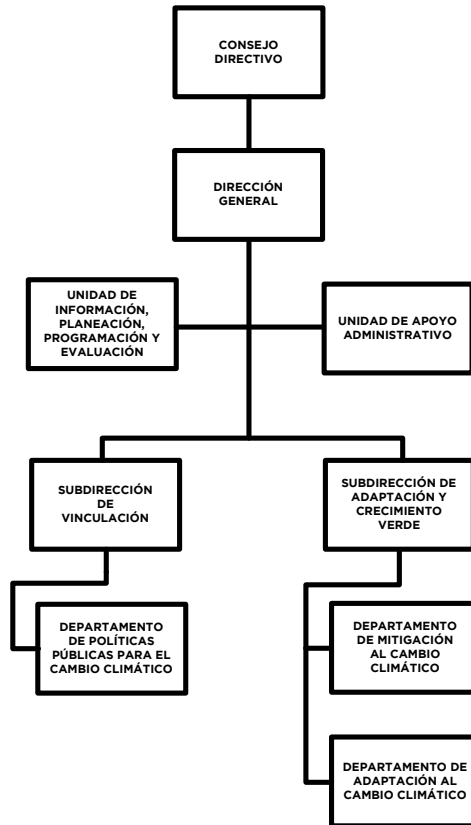 CONSEJO
DIRECTIVO
DIRECCIÓN
GENERAL
UNIDAD DE
INFORMACIÓN,
PLANEACIÓN,
PROGRAMACIÓN Y
EVALUACIÓN
UNIDAD DE APOYO
ADMINISTRATIVO
SUBDIRECCIÓN
DE
VINCULACIÓN
SUBDIRECCIÓN DE
ADAPTACIÓN Y
CRECIMIENTO
VERDE
DEPARTAMENTO
DE POLÍTICAS
PÚBLICAS PARA EL
CAMBIO CLIMÁTICO
DEPARTAMENTO
DE MITIGACIÓN
AL CAMBIO
CLIMÁTICO
DEPARTAMENTO DE
ADAPTACIÓN AL
CAMBIO CLIMÁTICO